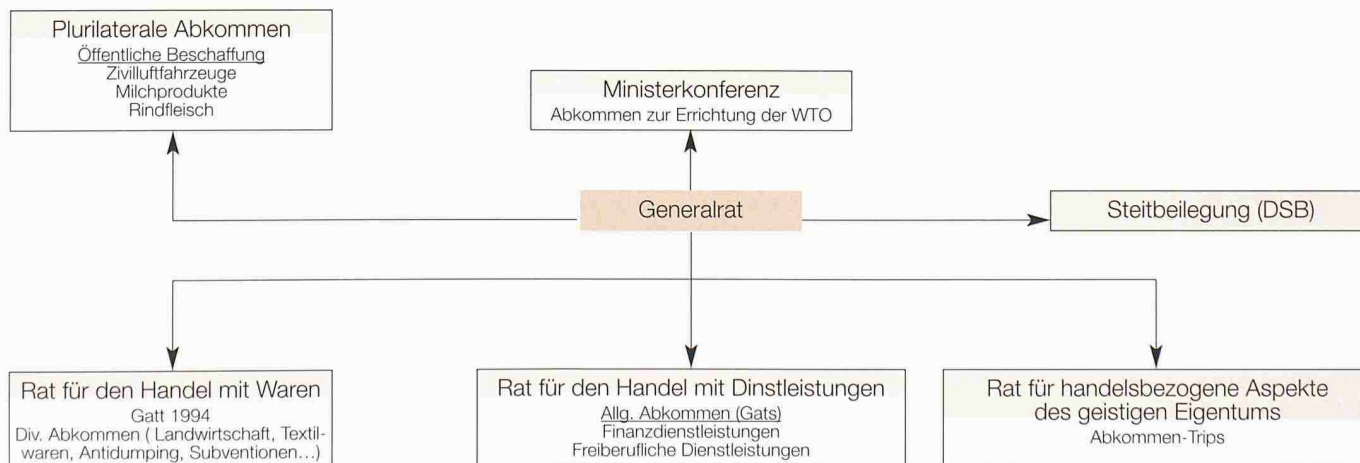 Plurilaterale Abkommen
Öffentliche Beschaffung
Zivilluftfahrzeuge
Milchprodukte
Rindfleisch
Ministerkonferenz
Abkommen zur Errichtung der WTO
Generalrat
Steitbeilegung (DSB)
Rat für den Handel mit Waren
Gatt 1994
Div. Abkommen ( Landwirtschaft, Textil-
waren, Antidumping, Subventionen...)
Rat für den Handel mit Dinstleistungen
Allg. Abkommen (Gats)
Finanzdienstleistungen
Freiberufliche Dienstleistungen
Rat für handelsbezogene Aspekte
des geistigen Eigentums
Abkommen-Trips